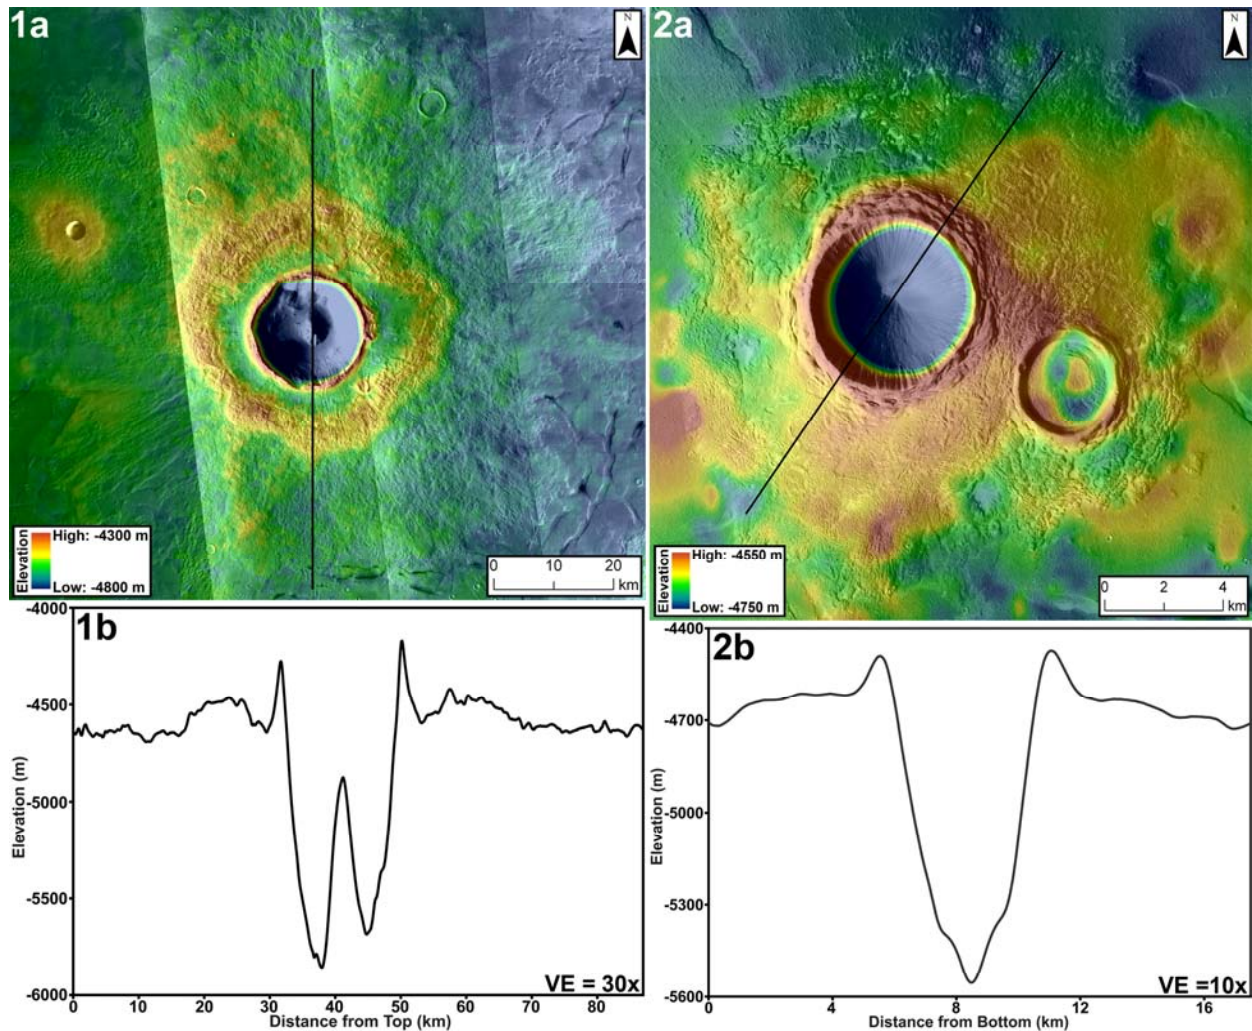 1a
N
Elevation
High: -4300 m
Low: -4800 m
0 10 20
km
2a
N
Elevation
High: -4550 m
Low: -4750 m
0 2 4
km
1b
-4000
-4500
-5000
-5500
-6000
Elevation (m)
0 10 20 30 40 50 60 70 80
Distance from Top (km)
VE = 30x
2b
-4400
-4700
-5000
-5300
-5600
Elevation (m)
0 4 8 12 16
Distance from Bottom (km)
VE =10x